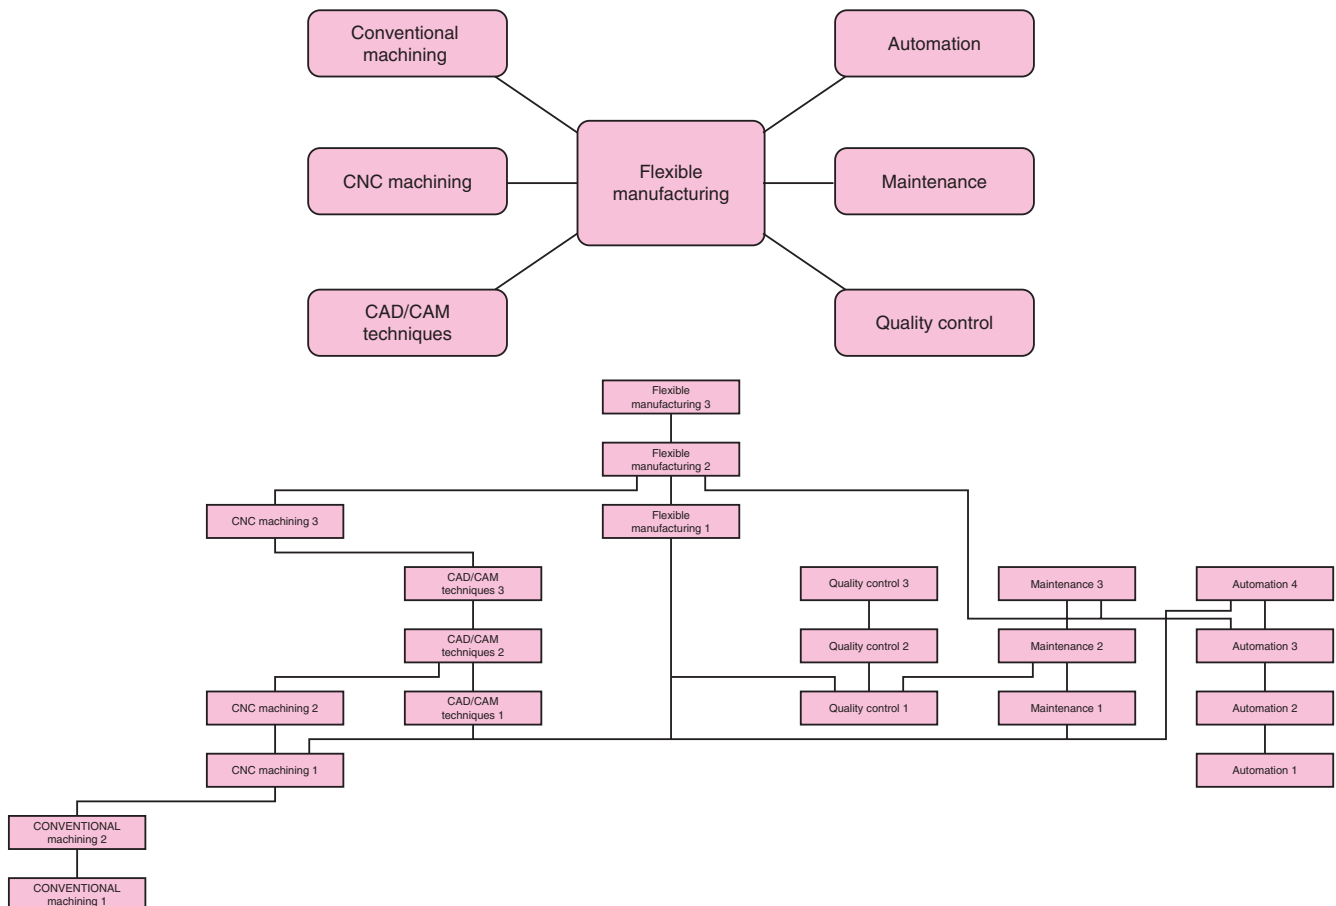 Conventional
machining
Automation
CNC machining
Flexible
manufacturing
Maintenance
CAD/CAM
techniques
Quality control
Flexible
manufacturing 3
Flexible
manufacturing 2
CNC machining 3
Flexible
manufacturing 1
CAD/CAM
techniques 3
Quality control 3
Maintenance 3
Automation 4
CAD/CAM
techniques 2
Quality control 2
Maintenance 2
Automation 3
CNC machining 2
CAD/CAM
techniques 1
Quality control 1
Maintenance 1
Automation 2
CNC machining 1
Automation 1
CONVENTIONAL
machining 2
CONVENTIONAL
machining 1